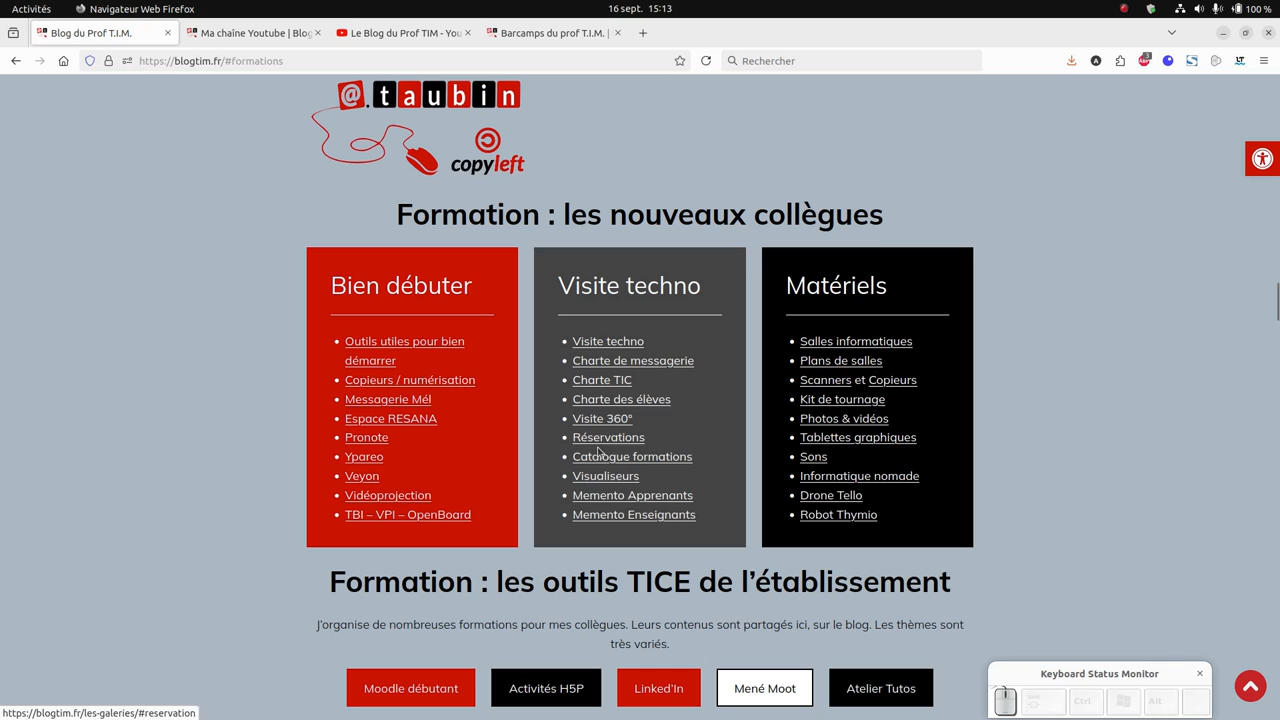 Activités Navigateur Web Firefox 16 sept. 15:13 100 %
Blog du Prof T.I.M. × Ma chaîne Youtube | Blog × Le Blog du Prof TIM - You × Barcamps du prof T.I.M. | ×
https://blogtim.fr/#formations Rechercher
@.taubin
copyleft
Formation : les nouveaux collègues
Bien débuter
Outils utiles pour bien
démarrer
Copieurs / numérisation
Messagerie Mél
Espace RESANA
Pronote
Ypareo
Veyon
Vidéoprojection
TBI – VPI – OpenBoard
Visite techno
Visite techno
Charte de messagerie
Charte TIC
Charte des élèves
Visite 360°
Réservations
Catalogue formations
Visualiseurs
Memento Apprenants
Memento Enseignants
Matériels
Salles informatiques
Plans de salles
Scanners et Copieurs
Kit de tournage
Photos & vidéos
Tablettes graphiques
Sons
Informatique nomade
Drone Tello
Robot Thymio
Formation : les outils TICE de l’établissement
J’organise de nombreuses formations pour mes collègues. Leurs contenus sont partagés ici, sur le blog. Les thèmes sont
très variés.
Moodle débutant Activités H5P Linked’In Mené Moot Atelier Tutos
Keyboard Status Monitor
Ctrl Alt
https://blogtim.fr/les-galeries/#reservation